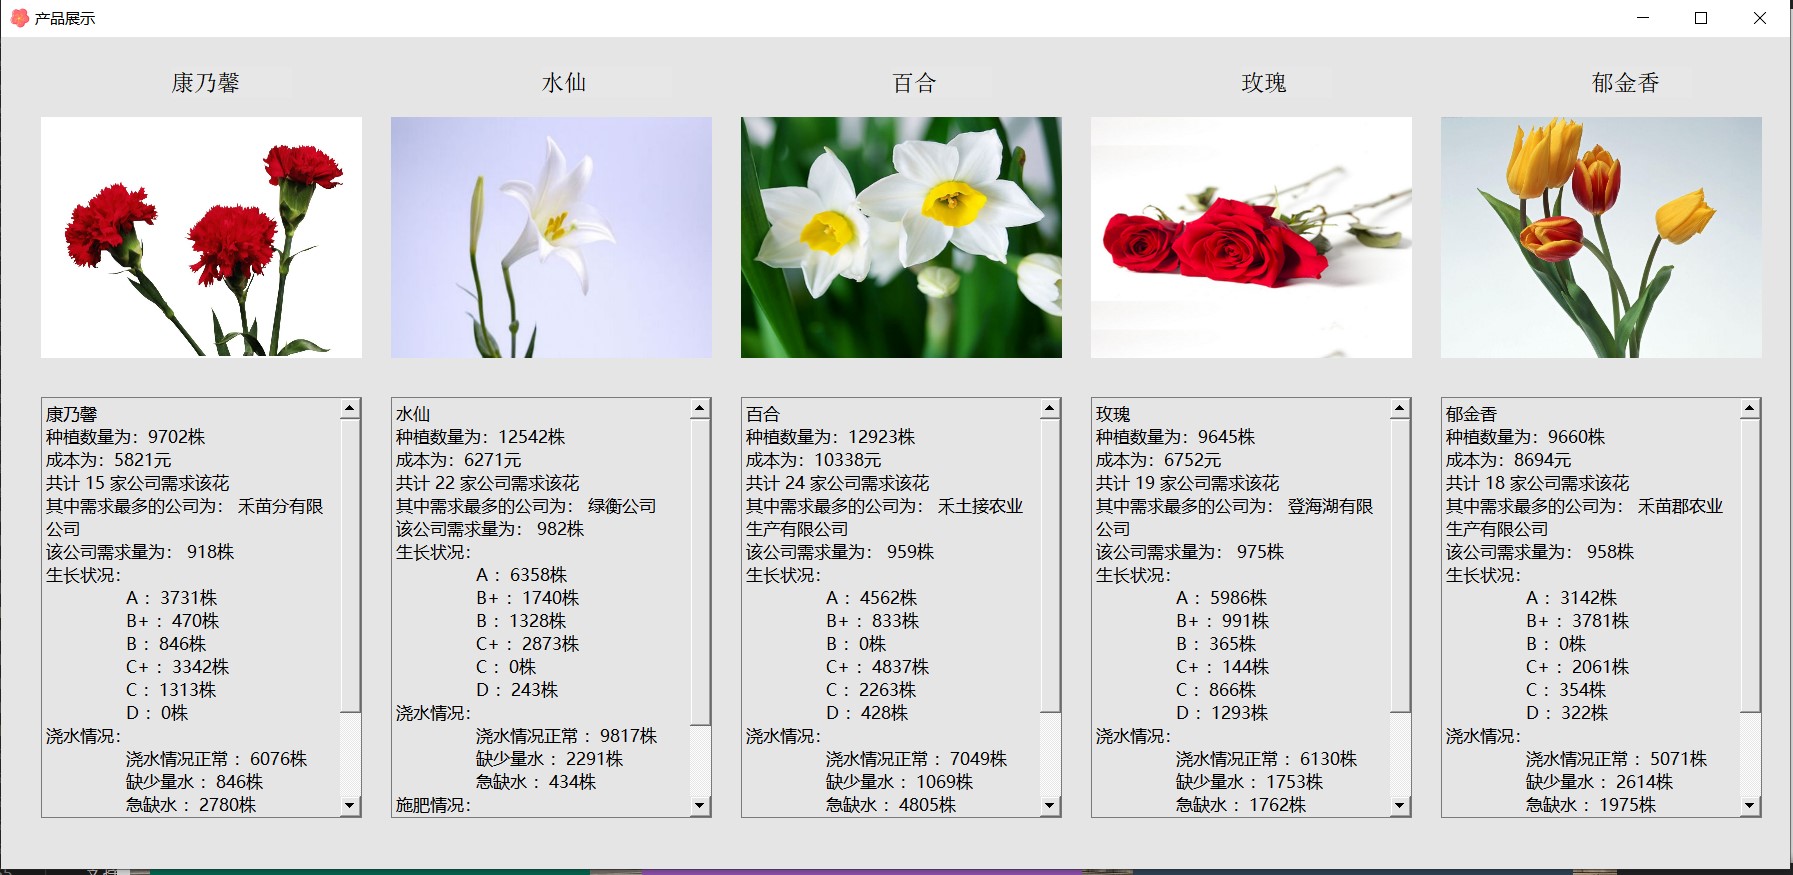 产品展示
康乃馨
水仙
百合
玫瑰
郁金香
康乃馨
种植数量为：9702株
成本为：5821元
共计 15 家公司需求该花
其中需求最多的公司为： 禾苗分有限
公司
该公司需求量为： 918株
生长状况：
A ： 3731株
B+ ： 470株
B ： 846株
C+ ： 3342株
C ： 1313株
D ： 0株
浇水情况：
浇水情况正常 ： 6076株
缺少量水 ： 846株
急缺水 ： 2780株
水仙
种植数量为：12542株
成本为：6271元
共计 22 家公司需求该花
其中需求最多的公司为： 绿衡公司
该公司需求量为： 982株
生长状况：
A ： 6358株
B+ ： 1740株
B ： 1328株
C+ ： 2873株
C ： 0株
D ： 243株
浇水情况：
浇水情况正常 ： 9817株
缺少量水 ： 2291株
急缺水 ： 434株
施肥情况：
百合
种植数量为：12923株
成本为：10338元
共计 24 家公司需求该花
其中需求最多的公司为： 禾土接农业
生产有限公司
该公司需求量为： 959株
生长状况：
A ： 4562株
B+ ： 833株
B ： 0株
C+ ： 4837株
C ： 2263株
D ： 428株
浇水情况：
浇水情况正常 ： 7049株
缺少量水 ： 1069株
急缺水 ： 4805株
玫瑰
种植数量为：9645株
成本为：6752元
共计 19 家公司需求该花
其中需求最多的公司为： 登海湖有限
公司
该公司需求量为： 975株
生长状况：
A ： 5986株
B+ ： 991株
B ： 365株
C+ ： 144株
C ： 866株
D ： 1293株
浇水情况：
浇水情况正常 ： 6130株
缺少量水 ： 1753株
急缺水 ： 1762株
郁金香
种植数量为：9660株
成本为：8694元
共计 18 家公司需求该花
其中需求最多的公司为： 禾苗郡农业
生产有限公司
该公司需求量为： 958株
生长状况：
A ： 3142株
B+ ： 3781株
B ： 0株
C+ ： 2061株
C ： 354株
D ： 322株
浇水情况：
浇水情况正常 ： 5071株
缺少量水 ： 2614株
急缺水 ： 1975株